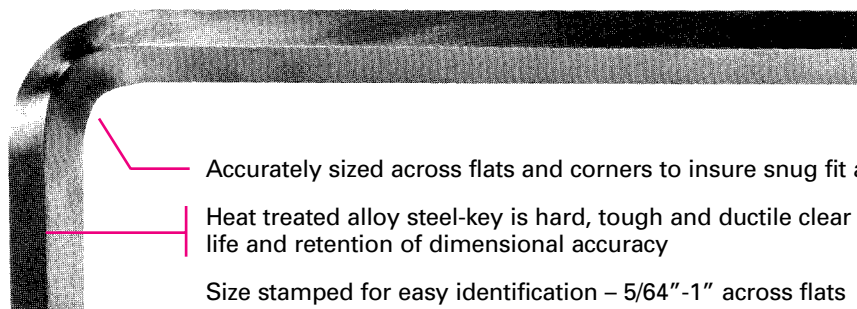 Accurately sized across flats and corners to insure snug fit
Heat treated alloy steel-key is hard, tough and ductile clear
life and retention of dimensional accuracy
Size stamped for easy identification – 5/64”-1” across flats